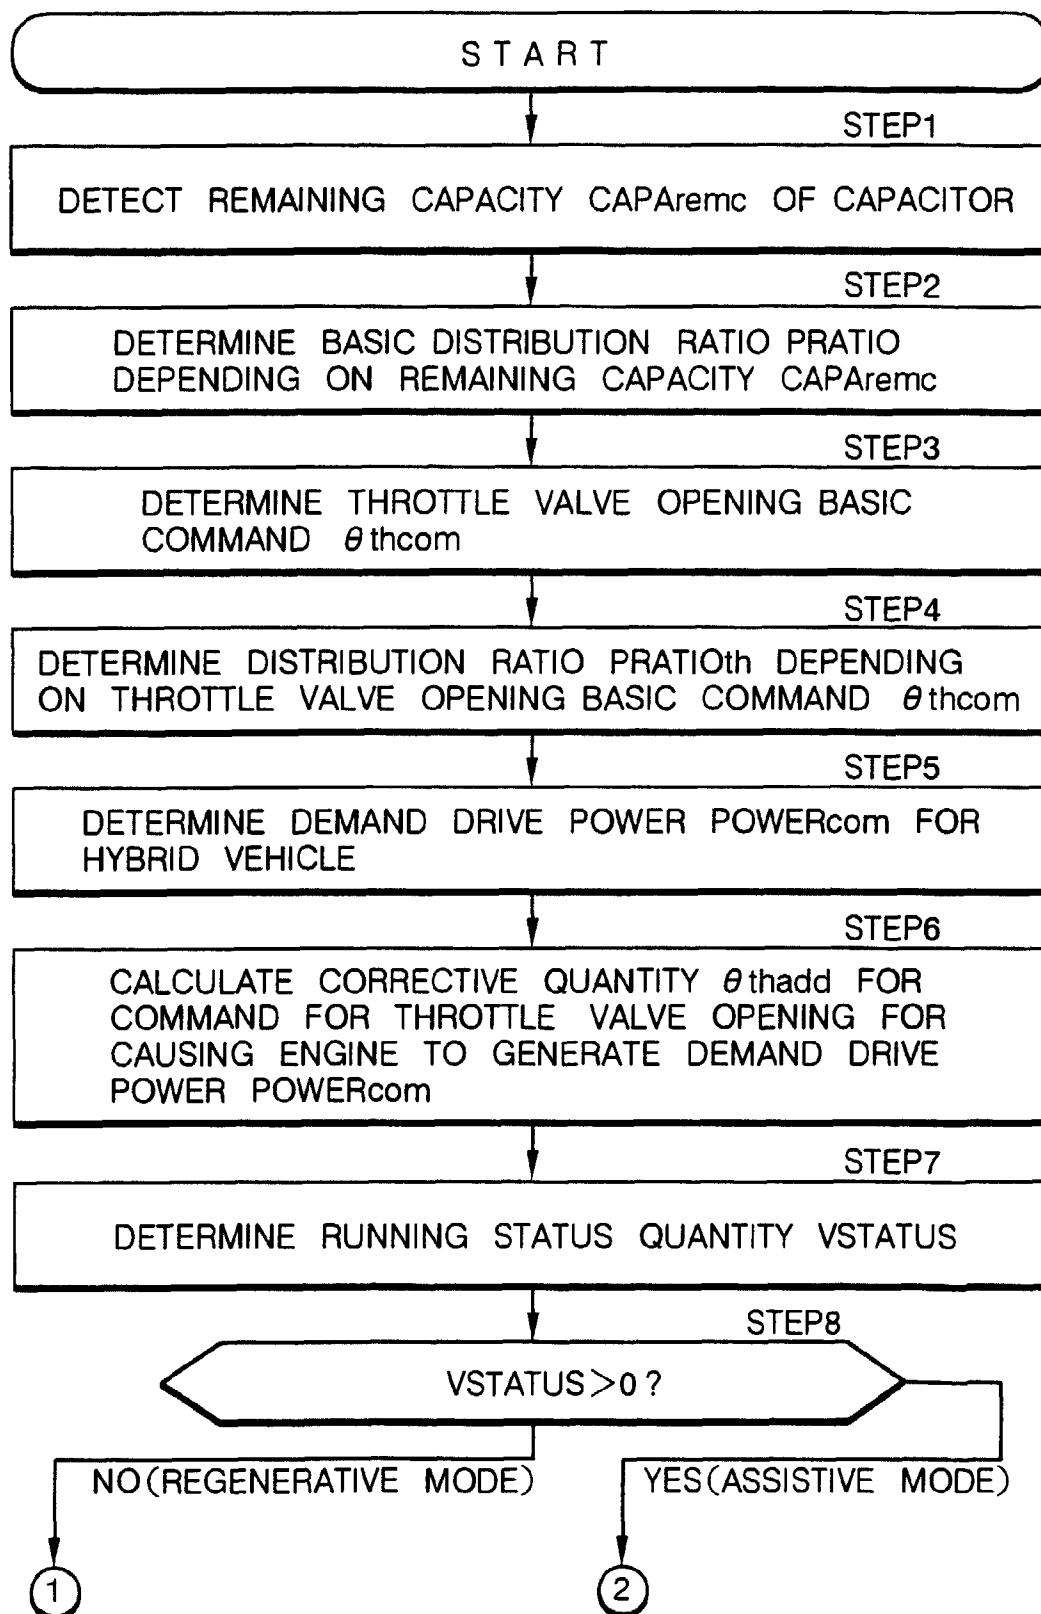 START
STEP1
DETECT REMAINING CAPACITY CAPAremc OF CAPACITOR
STEP2
DETERMINE BASIC DISTRIBUTION RATIO PRATIO
DEPENDING ON REMAINING CAPACITY CAPAremc
STEP3
DETERMINE THROTTLE VALVE OPENING BASIC
COMMAND θthcom
STEP4
DETERMINE DISTRIBUTION RATIO PRATIOth DEPENDING
ON THROTTLE VALVE OPENING BASIC COMMAND θthcom
STEP5
DETERMINE DEMAND DRIVE POWER POWERcom FOR
HYBRID VEHICLE
STEP6
CALCULATE CORRECTIVE QUANTITY θthadd FOR
COMMAND FOR THROTTLE VALVE OPENING FOR
CAUSING ENGINE TO GENERATE DEMAND DRIVE
POWER POWERcom
STEP7
DETERMINE RUNNING STATUS QUANTITY VSTATUS
STEP8
VSTATUS>0?
NO(REGENERATIVE MODE)
YES(ASSISTIVE MODE)
1
2